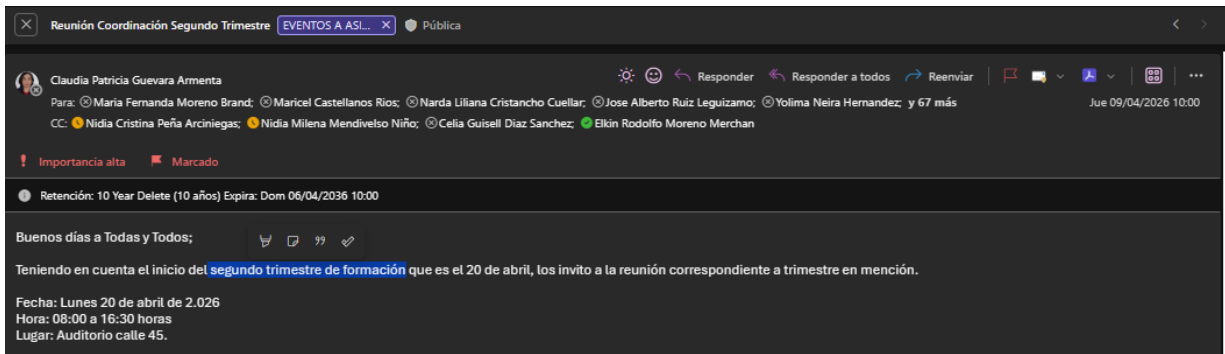 Reunión Coordinación Segundo Trimestre EVENTOS A ASI... Pública
Claudia Patricia Guevara Armenta
Responder Responder a todos Reenviar
Para: Maria Fernanda Moreno Brand; Maricel Castellanos Rios; Narda Liliana Cristancho Cuellar; Jose Alberto Ruiz Leguizamo; Yolima Neira Hernandez; y 67 más
Jue 09/04/2026 10:00
CC: Nidia Cristina Peña Arciniegas; Nidia Milena Mendivelso Niño; Celia Guisell Diaz Sanchez; Elkin Rodolfo Moreno Merchan
Importancia alta Marcado
Retención: 10 Year Delete (10 años) Expira: Dom 06/04/2036 10:00
Buenos días a Todas y Todos;
Teniendo en cuenta el inicio del segundo trimestre de formación que es el 20 de abril, los invito a la reunión correspondiente a trimestre en mención.
Fecha: Lunes 20 de abril de 2.026
Hora: 08:00 a 16:30 horas
Lugar: Auditorio calle 45.